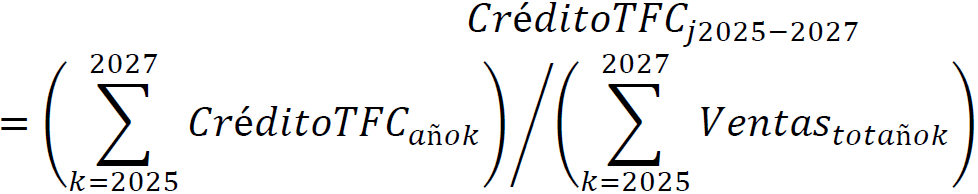 CréditoTFC_{j2025−2027}
= (∑_{k=2025}^{2027} CréditoTFC_{añok}) / (∑_{k=2025}^{2027} Ventas_{totañok})